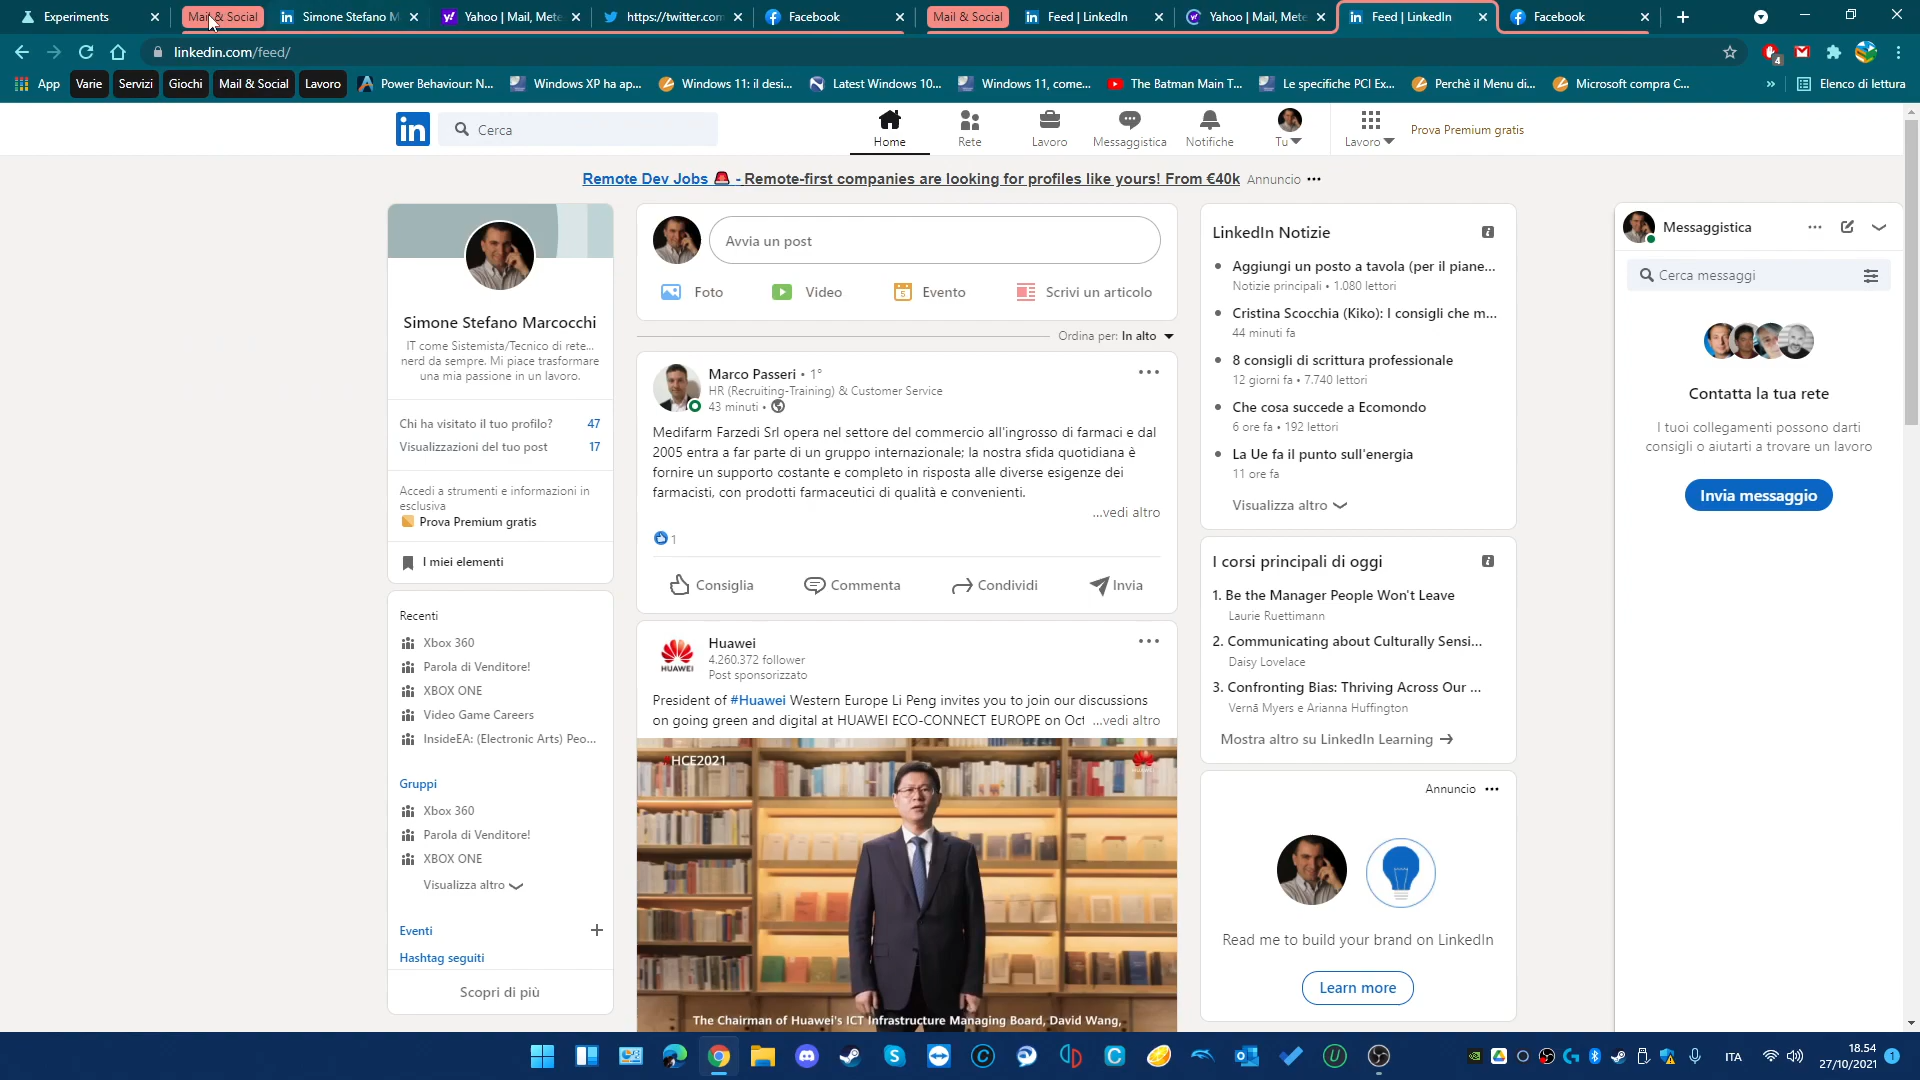 Experiments
Mail & Social
Simone Stefano M
Yahoo | Mail, Mete
https://twitter.com
Facebook
Mail & Social
Feed | LinkedIn
Yahoo | Mail, Mete
Feed | LinkedIn
Facebook
linkedin.com/feed/
4
App
Varie
Servizi
Giochi
Mail & Social
Lavoro
Power Behaviour: N...
Windows XP ha ap...
Windows 11: il desi...
Latest Windows 10...
Windows 11, come...
The Batman Main T...
Le specifiche PCI Ex...
Perchè il Menu di...
Microsoft compra C...
»
Elenco di lettura
in
Cerca
Home
Rete
Lavoro
Messaggistica
Notifiche
Tu
Lavoro
Prova Premium gratis
Remote Dev Jobs 🚨 - Remote-first companies are looking for profiles like yours! From €40k Annuncio •••
Simone Stefano Marcocchi
IT come Sistemista/Tecnico di rete...
nerd da sempre. Mi piace trasformare
una mia passione in un lavoro.
Chi ha visitato il tuo profilo? 47
Visualizzazioni del tuo post 17
Accedi a strumenti e informazioni in
esclusiva
Prova Premium gratis
I miei elementi
Recenti
Xbox 360
Parola di Venditore!
XBOX ONE
Video Game Careers
InsideEA: (Electronic Arts) Peo...
Gruppi
Xbox 360
Parola di Venditore!
XBOX ONE
Visualizza altro
Eventi +
Hashtag seguiti
Scopri di più
Avvia un post
Foto
Video
5
Evento
Scrivi un articolo
Ordina per: In alto
Marco Passeri • 1°
HR (Recruiting-Training) & Customer Service
43 minuti •
Medifarm Farzedi Srl opera nel settore del commercio all'ingrosso di farmaci e dal
2005 entra a far parte di un gruppo internazionale; la nostra sfida quotidiana è
fornire un supporto costante e completo in risposta alle diverse esigenze dei
farmacisti, con prodotti farmaceutici di qualità e convenienti.
...vedi altro
1
Consiglia
Commenta
Condividi
Invia
HUAWEI
Huawei
4.260.372 follower
Post sponsorizzato
President of #Huawei Western Europe Li Peng invites you to join our discussions
on going green and digital at HUAWEI ECO-CONNECT EUROPE on Oct ...vedi altro
#HCE2021
The Chairman of Huawei's ICT Infrastructure Managing Board, David Wang,
LinkedIn Notizie
Aggiungi un posto a tavola (per il piane...
Notizie principali • 1.080 lettori
Cristina Scocchia (Kiko): I consigli che m...
44 minuti fa
8 consigli di scrittura professionale
12 giorni fa • 7.740 lettori
Che cosa succede a Ecomondo
6 ore fa • 192 lettori
La Ue fa il punto sull'energia
11 ore fa
Visualizza altro
I corsi principali di oggi
1. Be the Manager People Won't Leave
Laurie Ruettimann
2. Communicating about Culturally Sensi...
Daisy Lovelace
3. Confronting Bias: Thriving Across Our ...
Vernā Myers e Arianna Huffington
Mostra altro su LinkedIn Learning →
Annuncio •••
Read me to build your brand on LinkedIn
Learn more
Messaggistica
Cerca messaggi
Contatta la tua rete
I tuoi collegamenti possono darti
consigli o aiutarti a trovare un lavoro
Invia messaggio
ITA
18.54
27/10/2021
1